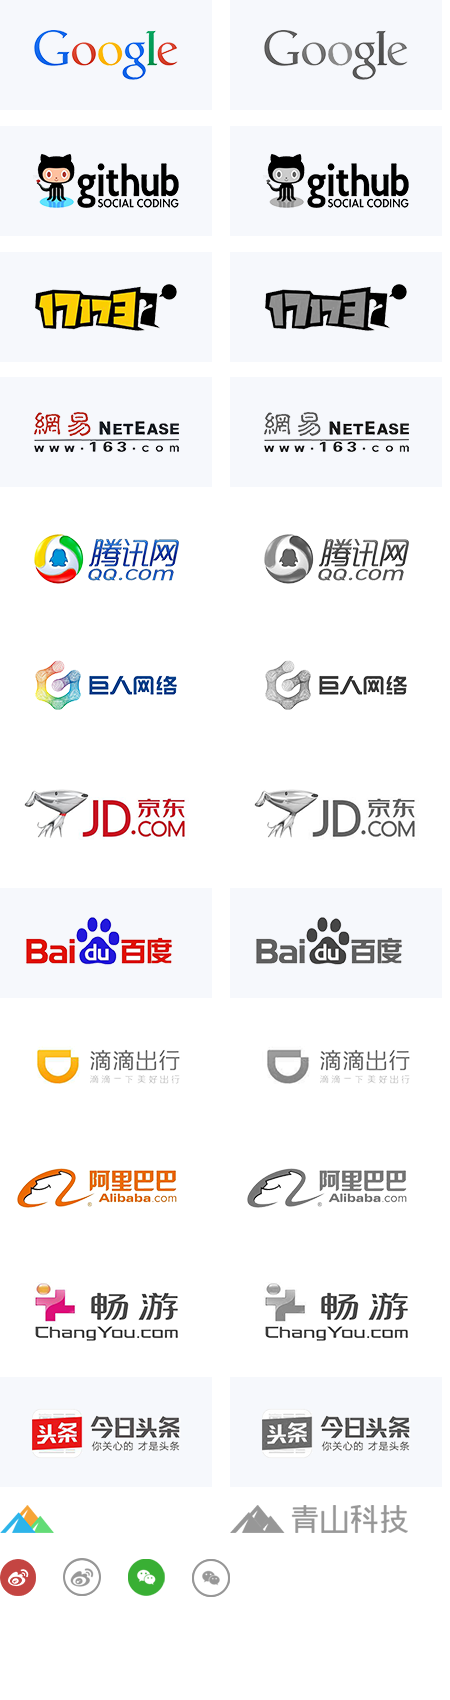 Google Google
github github
SOCIAL CODING SOCIAL CODING
17173 17173
網易 NETEASE 網易 NETEASE
www·163·com www·163·com
腾讯网 腾讯网
QQ.com QQ.com
巨人网络 巨人网络
JD.京东 JD.京东
.COM .COM
Bai du 百度 Bai du 百度
滴滴出行 滴滴出行
滴滴一下 美好出行 滴滴一下 美好出行
阿里巴巴 阿里巴巴
Alibaba.com Alibaba.com
畅游 畅游
ChangYou.com ChangYou.com
头条 今日头条 头条 今日头条
你关心的 才是头条 你关心的 才是头条
青山科技